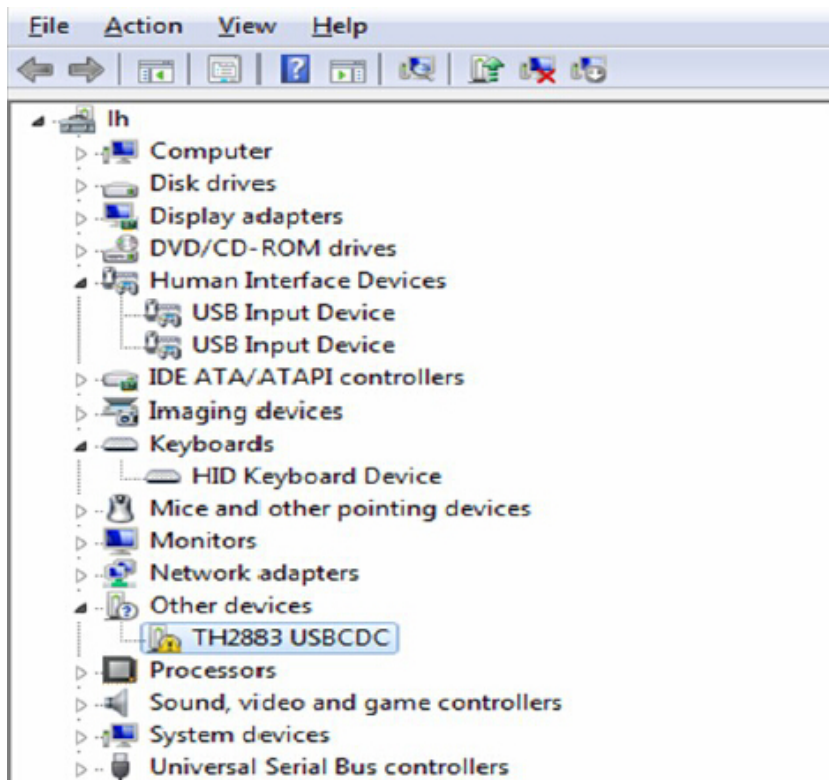 File Action View Help
lh
Computer
Disk drives
Display adapters
DVD/CD-ROM drives
Human Interface Devices
USB Input Device
USB Input Device
IDE ATA/ATAPI controllers
Imaging devices
Keyboards
HID Keyboard Device
Mice and other pointing devices
Monitors
Network adapters
Other devices
TH2883 USBCDC
Processors
Sound, video and game controllers
System devices
Universal Serial Bus controllers